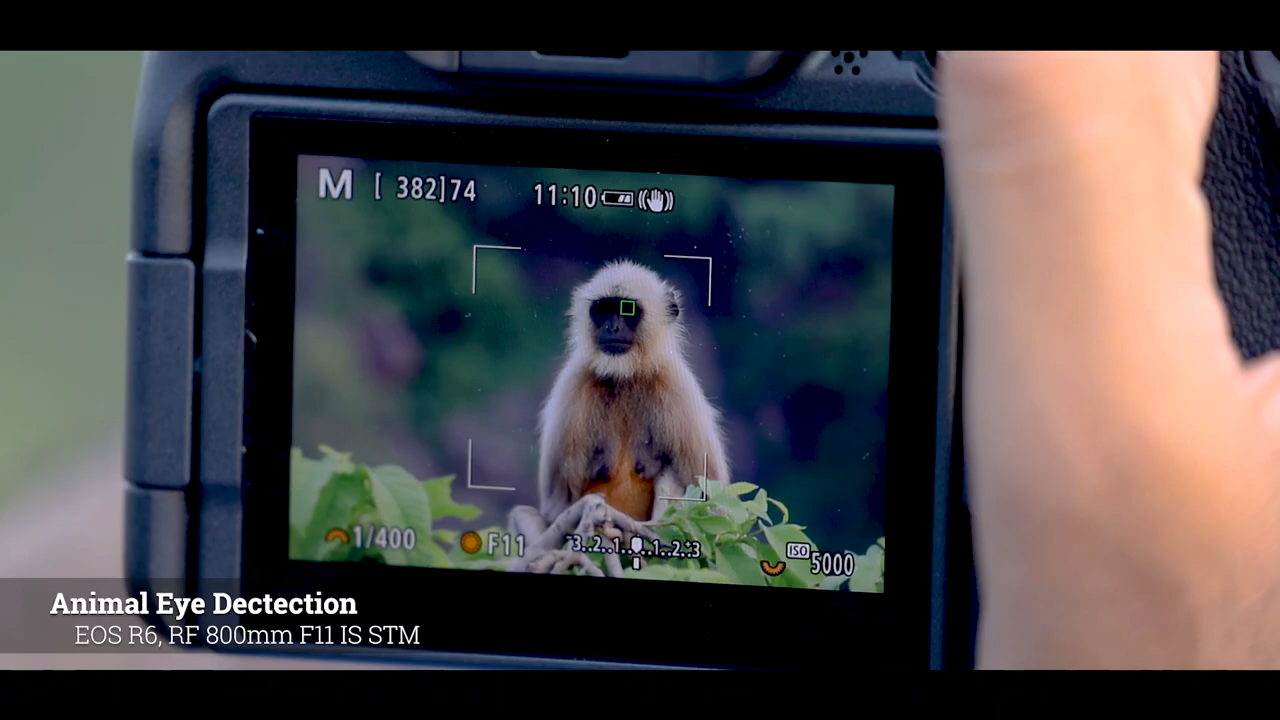 M [ 382]74 11:10
1/400 F11 -3..2..1..0..1..2.:3 ISO 5000
Animal Eye Dectection
EOS R6, RF 800mm F11 IS STM